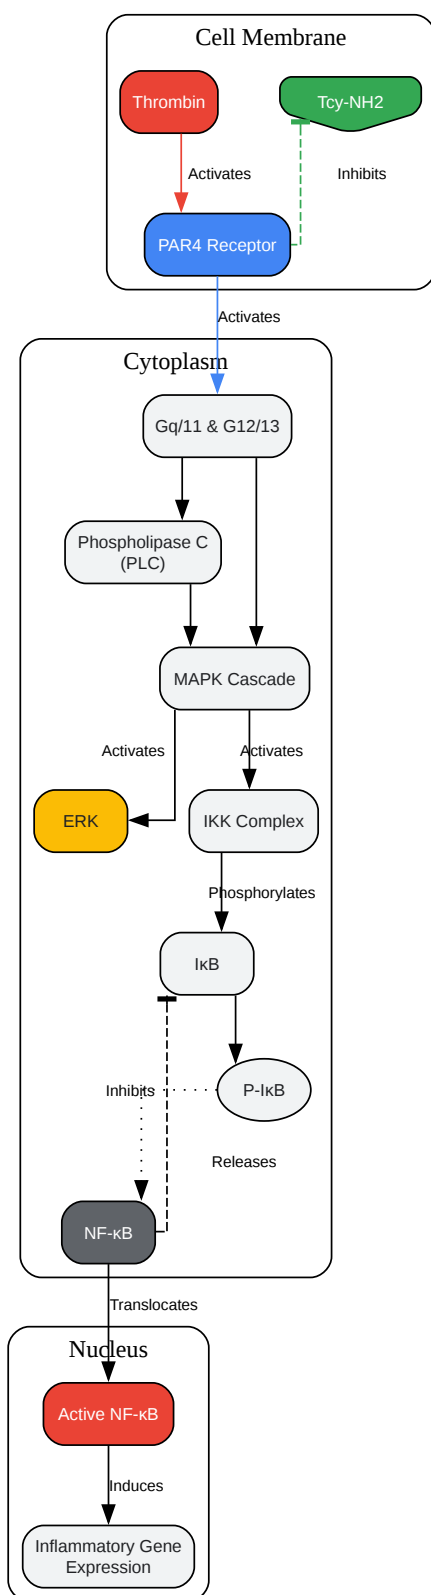 Cell Membrane
Thrombin
Tcy-NH2
Activates
Inhibits
PAR4 Receptor
Activates
Cytoplasm
Gq/11 & G12/13
Phospholipase C
(PLC)
MAPK Cascade
Activates
Activates
ERK
IKK Complex
Phosphorylates
IκB
P-IκB
Inhibits
Releases
NF-κB
Translocates
Nucleus
Active NF-κB
Induces
Inflammatory Gene
Expression